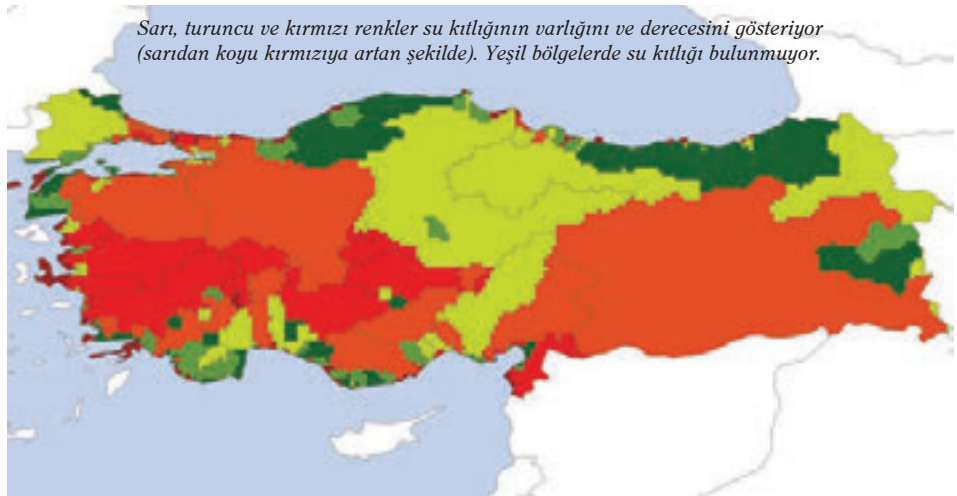 Sarı, turuncu ve kırmızı renkler su kıtlığının varlığını ve derecesini gösteriyor
(sarıdan koyu kırmızıya artan şekilde). Yeşil bölgelerde su kıtlığı bulunmuyor.